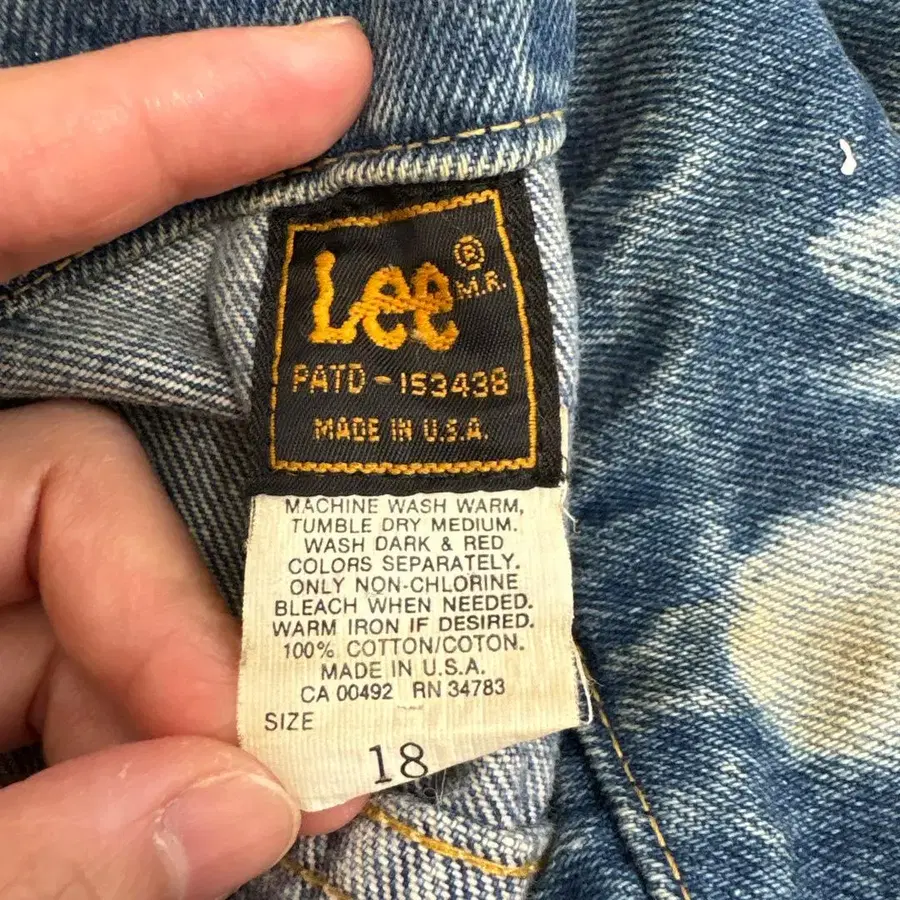 Lee®
M.R.
PATD-153438
MADE IN U.S.A.
MACHINE WASH WARM,
TUMBLE DRY MEDIUM.
WASH DARK & RED
COLORS SEPARATELY.
ONLY NON-CHLORINE
BLEACH WHEN NEEDED.
WARM IRON IF DESIRED.
100% COTTON/COTON.
MADE IN U.S.A.
CA 00492 RN 34783
SIZE
18